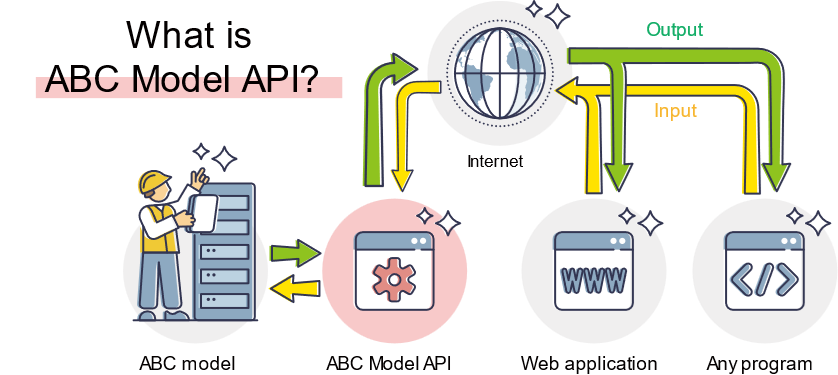 What is
ABC Model API?
Output
Input
Internet
WWW
</>
ABC model
ABC Model API
Web application
Any program